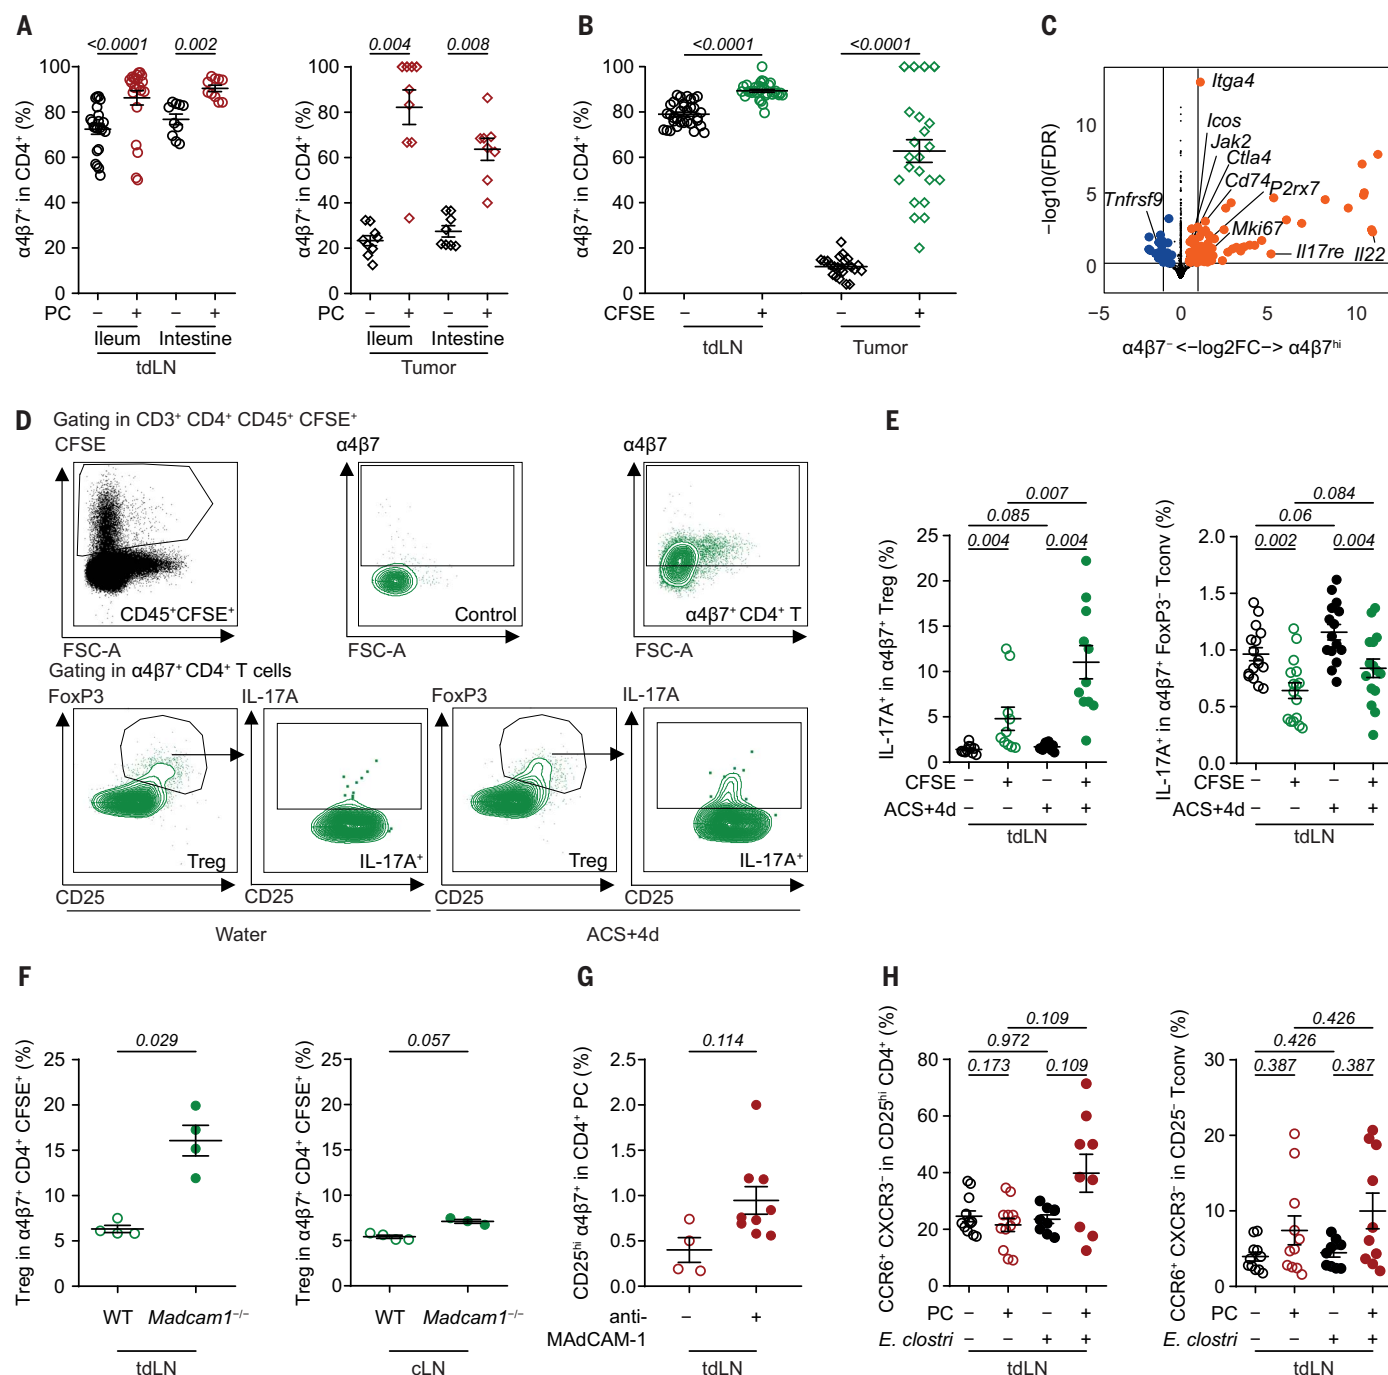 A
<0.0001
0.002
α4β7⁺ in CD4⁺ (%)
100
80
60
40
20
0
PC
−
+
−
+
Ileum
Intestine
tdLN
0.004
0.008
α4β7⁺ in CD4⁺ (%)
100
80
60
40
20
0
PC
−
+
−
+
Ileum
Intestine
Tumor
B
<0.0001
<0.0001
α4β7⁺ in CD4⁺ (%)
100
80
60
40
20
0
CFSE
−
+
−
+
tdLN
Tumor
C
−log10(FDR)
10
5
0
Itga4
Icos
Jak2
Ctla4
Cd74
P2rx7
Tnfrsf9
Mki67
Il17re
Il22
−5
0
5
10
α4β7⁻ <−log2FC−> α4β7ʰⁱ
D
Gating in CD3⁺ CD4⁺ CD45⁺ CFSE⁺
CFSE
CD45⁺CFSE⁺
FSC-A
α4β7
Control
FSC-A
α4β7
α4β7⁺ CD4⁺ T
FSC-A
Gating in α4β7⁺ CD4⁺ T cells
FoxP3
Treg
CD25
IL-17A
IL-17A⁺
CD25
FoxP3
Treg
CD25
IL-17A
IL-17A⁺
CD25
Water
ACS+4d
E
0.007
0.085
0.004
0.004
IL-17A⁺ in α4β7⁺ Treg (%)
25
20
15
10
5
0
CFSE
−
+
−
+
ACS+4d
−
−
+
+
tdLN
0.084
0.06
0.002
0.004
IL-17A⁺ in α4β7⁺ FoxP3⁻ Tconv (%)
2.0
1.5
1.0
0.5
0.0
CFSE
−
+
−
+
ACS+4d
−
−
+
+
tdLN
F
0.029
Treg in α4β7⁺ CD4⁺ CFSE⁺ (%)
25
20
15
10
5
0
WT
Madcam1⁻/⁻
tdLN
0.057
Treg in α4β7⁺ CD4⁺ CFSE⁺ (%)
25
20
15
10
5
0
WT
Madcam1⁻/⁻
cLN
G
0.114
CD25ʰⁱ α4β7⁺ in CD4⁺ PC (%)
2.5
2.0
1.5
1.0
0.5
0.0
anti-
MAdCAM-1
−
+
tdLN
H
0.109
0.972
0.173
0.109
CCR6⁺ CXCR3⁻ in CD25ʰⁱ CD4⁺ (%)
80
60
40
20
0
PC
−
+
−
+
E. clostri
−
−
+
+
tdLN
0.426
0.426
0.387
0.387
CCR6⁺ CXCR3⁻ in CD25⁻ Tconv (%)
30
20
10
0
PC
−
+
−
+
E. clostri
−
−
+
+
tdLN